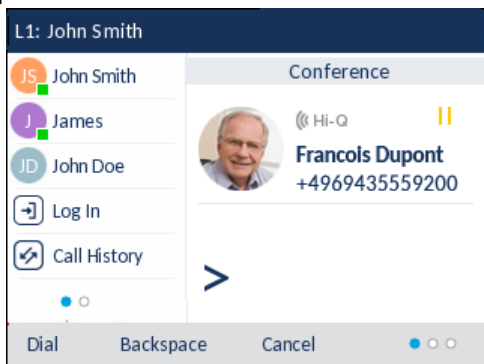 L1: John Smith
JS John Smith
J James
JD John Doe
Log In
Call History
Conference
Hi-Q
Francois Dupont
+4969435559200
>
Dial Backspace Cancel